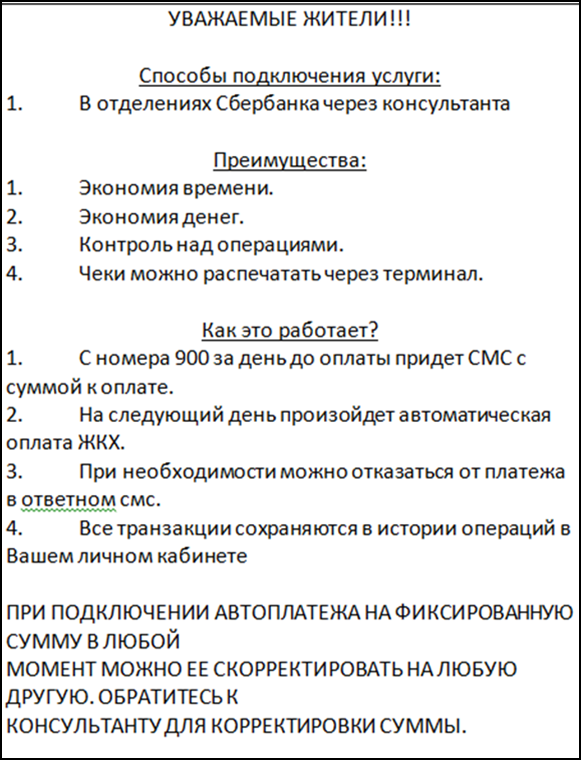 УВАЖАЕМЫЕ ЖИТЕЛИ!!!
Способы подключения услуги:
1. В отделениях Сбербанка через консультанта
Преимущества:
1. Экономия времени.
2. Экономия денег.
3. Контроль над операциями.
4. Чеки можно распечатать через терминал.
Как это работает?
1. С номера 900 за день до оплаты придет СМС с
суммой к оплате.
2. На следующий день произойдет автоматическая
оплата ЖКХ.
3. При необходимости можно отказаться от платежа
в ответном смс.
4. Все транзакции сохраняются в истории операций в
Вашем личном кабинете
ПРИ ПОДКЛЮЧЕНИИ АВТОПЛАТЕЖА НА ФИКСИРОВАННУЮ
СУММУ В ЛЮБОЙ
МОМЕНТ МОЖНО ЕЕ СКОРРЕКТИРОВАТЬ НА ЛЮБУЮ
ДРУГУЮ. ОБРАТИТЕСЬ К
КОНСУЛЬТАНТУ ДЛЯ КОРРЕКТИРОВКИ СУММЫ.